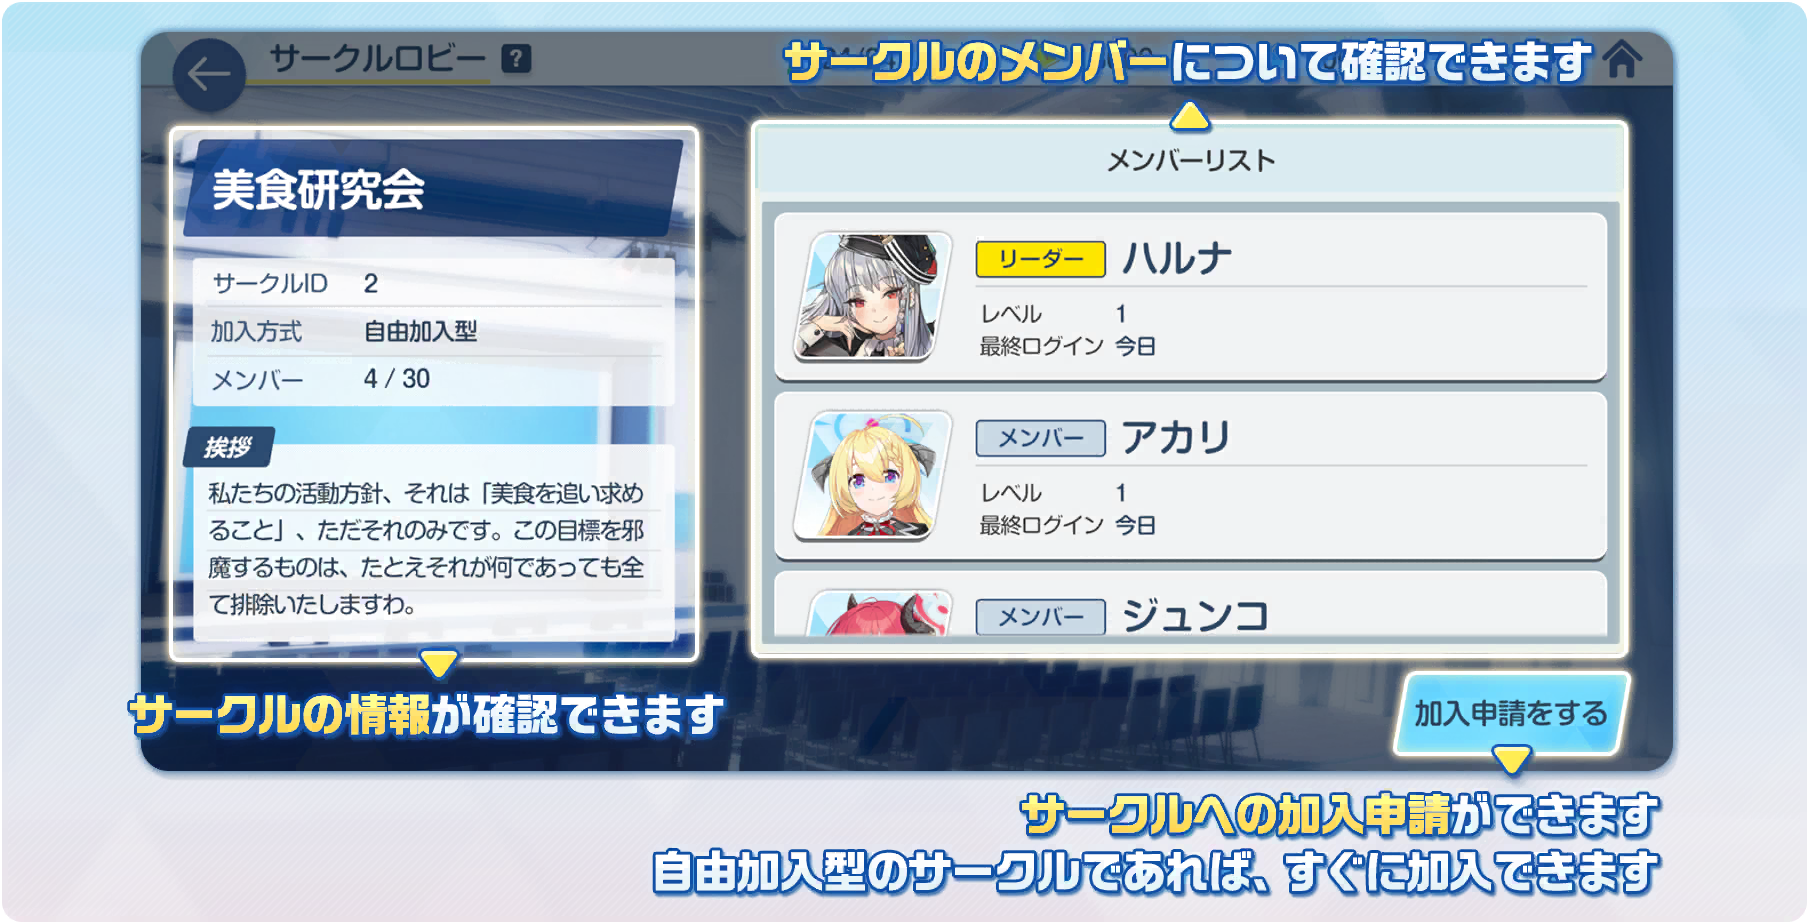 サークルロビー ?
サークルのメンバーについて確認できます
美食研究会
サークルID 2
加入方式 自由加入型
メンバー 4 / 30
挨拶
私たちの活動方針、それは「美食を追い求め
ること」、ただそれのみです。この目標を邪
魔するものは、たとえそれが何であっても全
て排除いたしますわ。
サークルの情報が確認できます
メンバーリスト
リーダー ハルナ
レベル 1
最終ログイン 今日
メンバー アカリ
レベル 1
最終ログイン 今日
メンバー ジュンコ
加入申請をする
サークルへの加入申請ができます
自由加入型のサークルであれば、すぐに加入できます